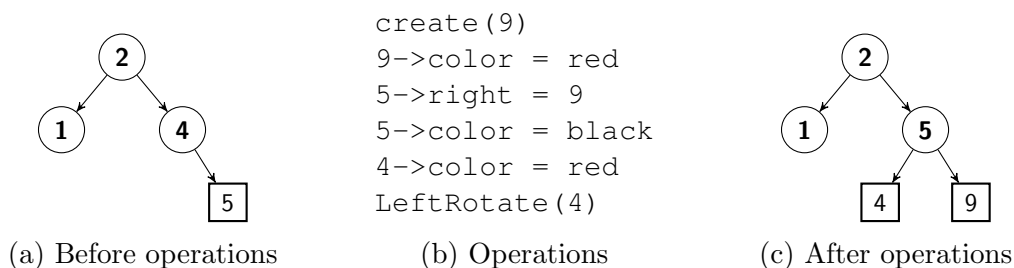 2
1 4
5
(a) Before operations
create(9)
9->color = red
5->right = 9
5->color = black
4->color = red
LeftRotate(4)
(b) Operations
2
1 5
4 9
(c) After operations